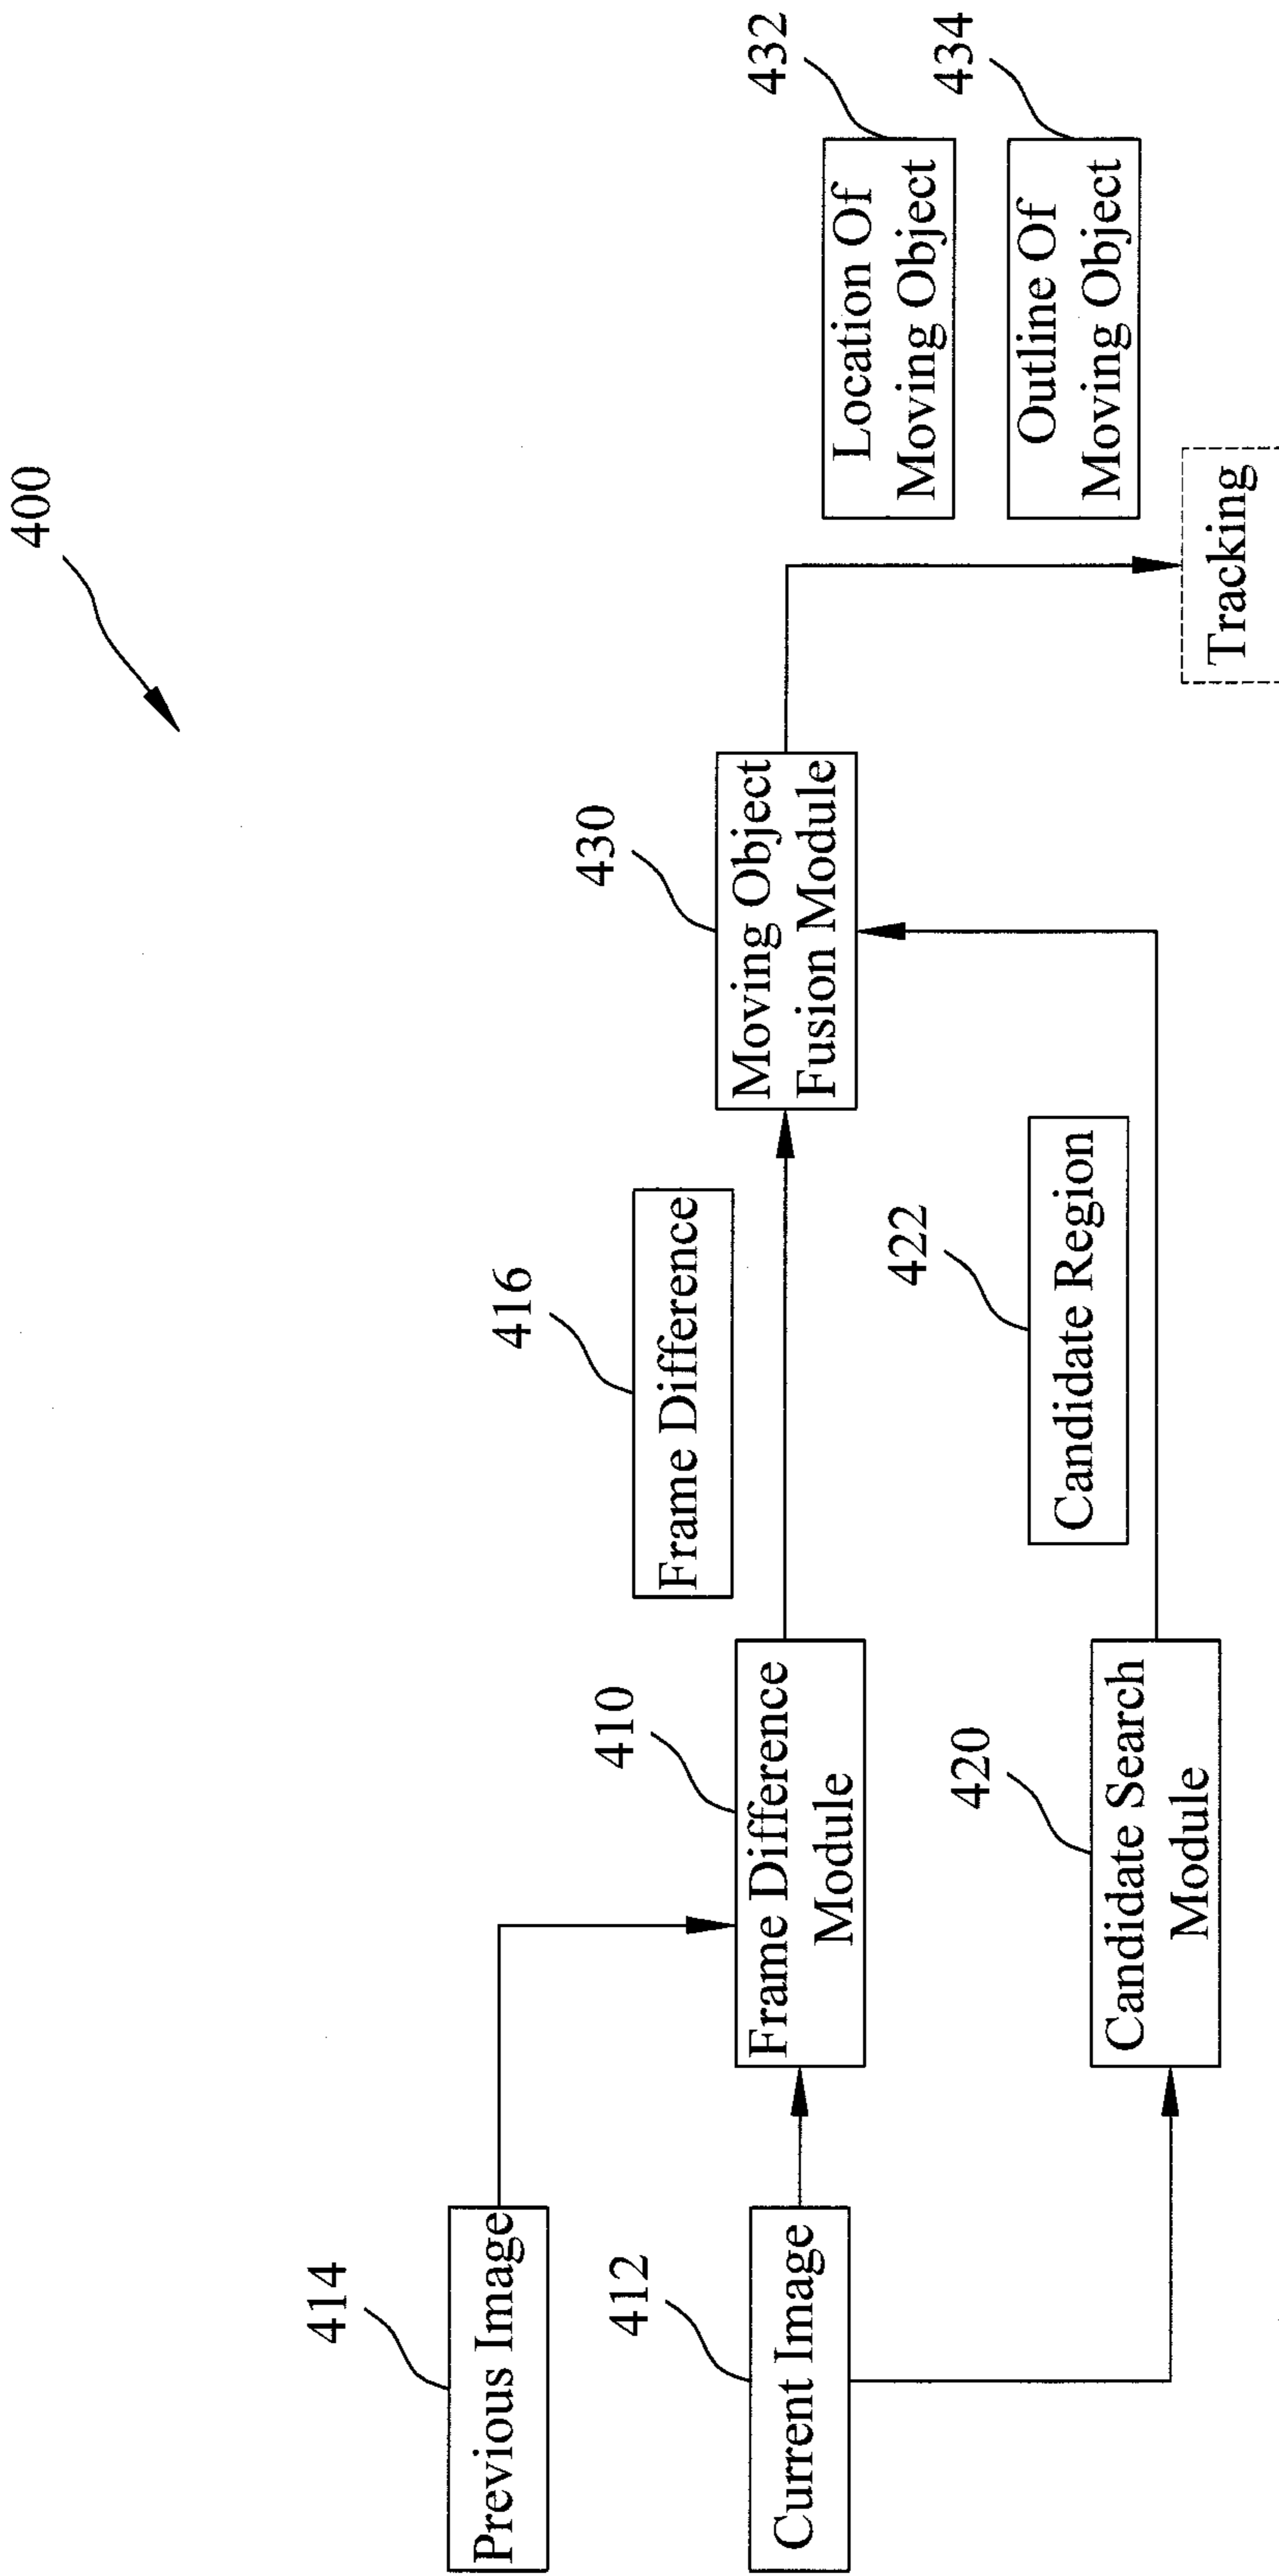 400
414
Previous Image
412
Current Image
410
Frame Difference
Module
420
Candidate Search
Module
416
Frame Difference
422
Candidate Region
430
Moving Object
Fusion Module
432
Location Of
Moving Object
434
Outline Of
Moving Object
Tracking